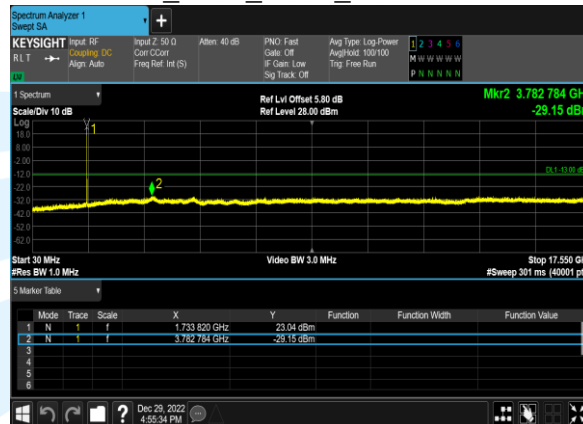 Spectrum Analyzer 1
Swept SA
+
KEYSIGHT Input: RF Input Z: 50 Ω Atten: 40 dB PNO: Fast Avg Type: Log-Power 1 2 3 4 5 6
RLT Coupling: DC Corr CCorr Gate: Off Avg|Hold: 100/100 M W W W W W
Align: Auto Freq Ref: Int (S) IF Gain: Low Trig: Free Run
Sig Track: Off P N N N N N
1 Spectrum
Ref Lvl Offset 5.80 dB Mkr2 3.782 784 GH
Scale/Div 10 dB Ref Level 28.00 dBm -29.15 dB
Log
1
18.0
8.00
-2.00
DL1 -13.00 dB
-12.0
2
-22.0
-32.0
-42.0
-52.0
-62.0
Start 30 MHz Video BW 3.0 MHz Stop 17.550 G
#Res BW 1.0 MHz #Sweep 301 ms (40001 pt
5 Marker Table
Mode Trace Scale X Y Function Function Width Function Value
1 N 1 f 1.733 820 GHz 23.04 dBm
2 N 1 f 3.782 784 GHz -29.15 dBm
3
4
5
6
? Dec 29, 2022
4:55:34 PM